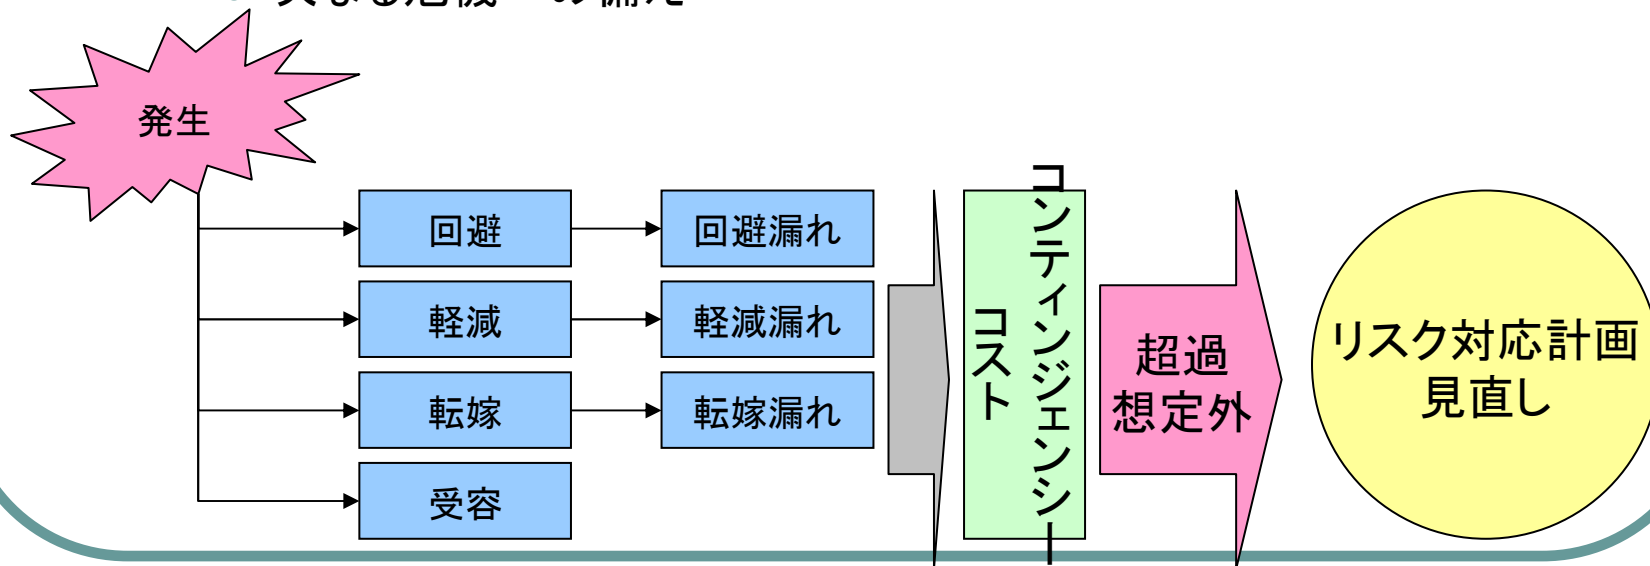 発生
回避
回避漏れ
軽減
軽減漏れ
転嫁
転嫁漏れ
受容
コンティンジェンシー
コスト
超過
想定外
リスク対応計画
見直し